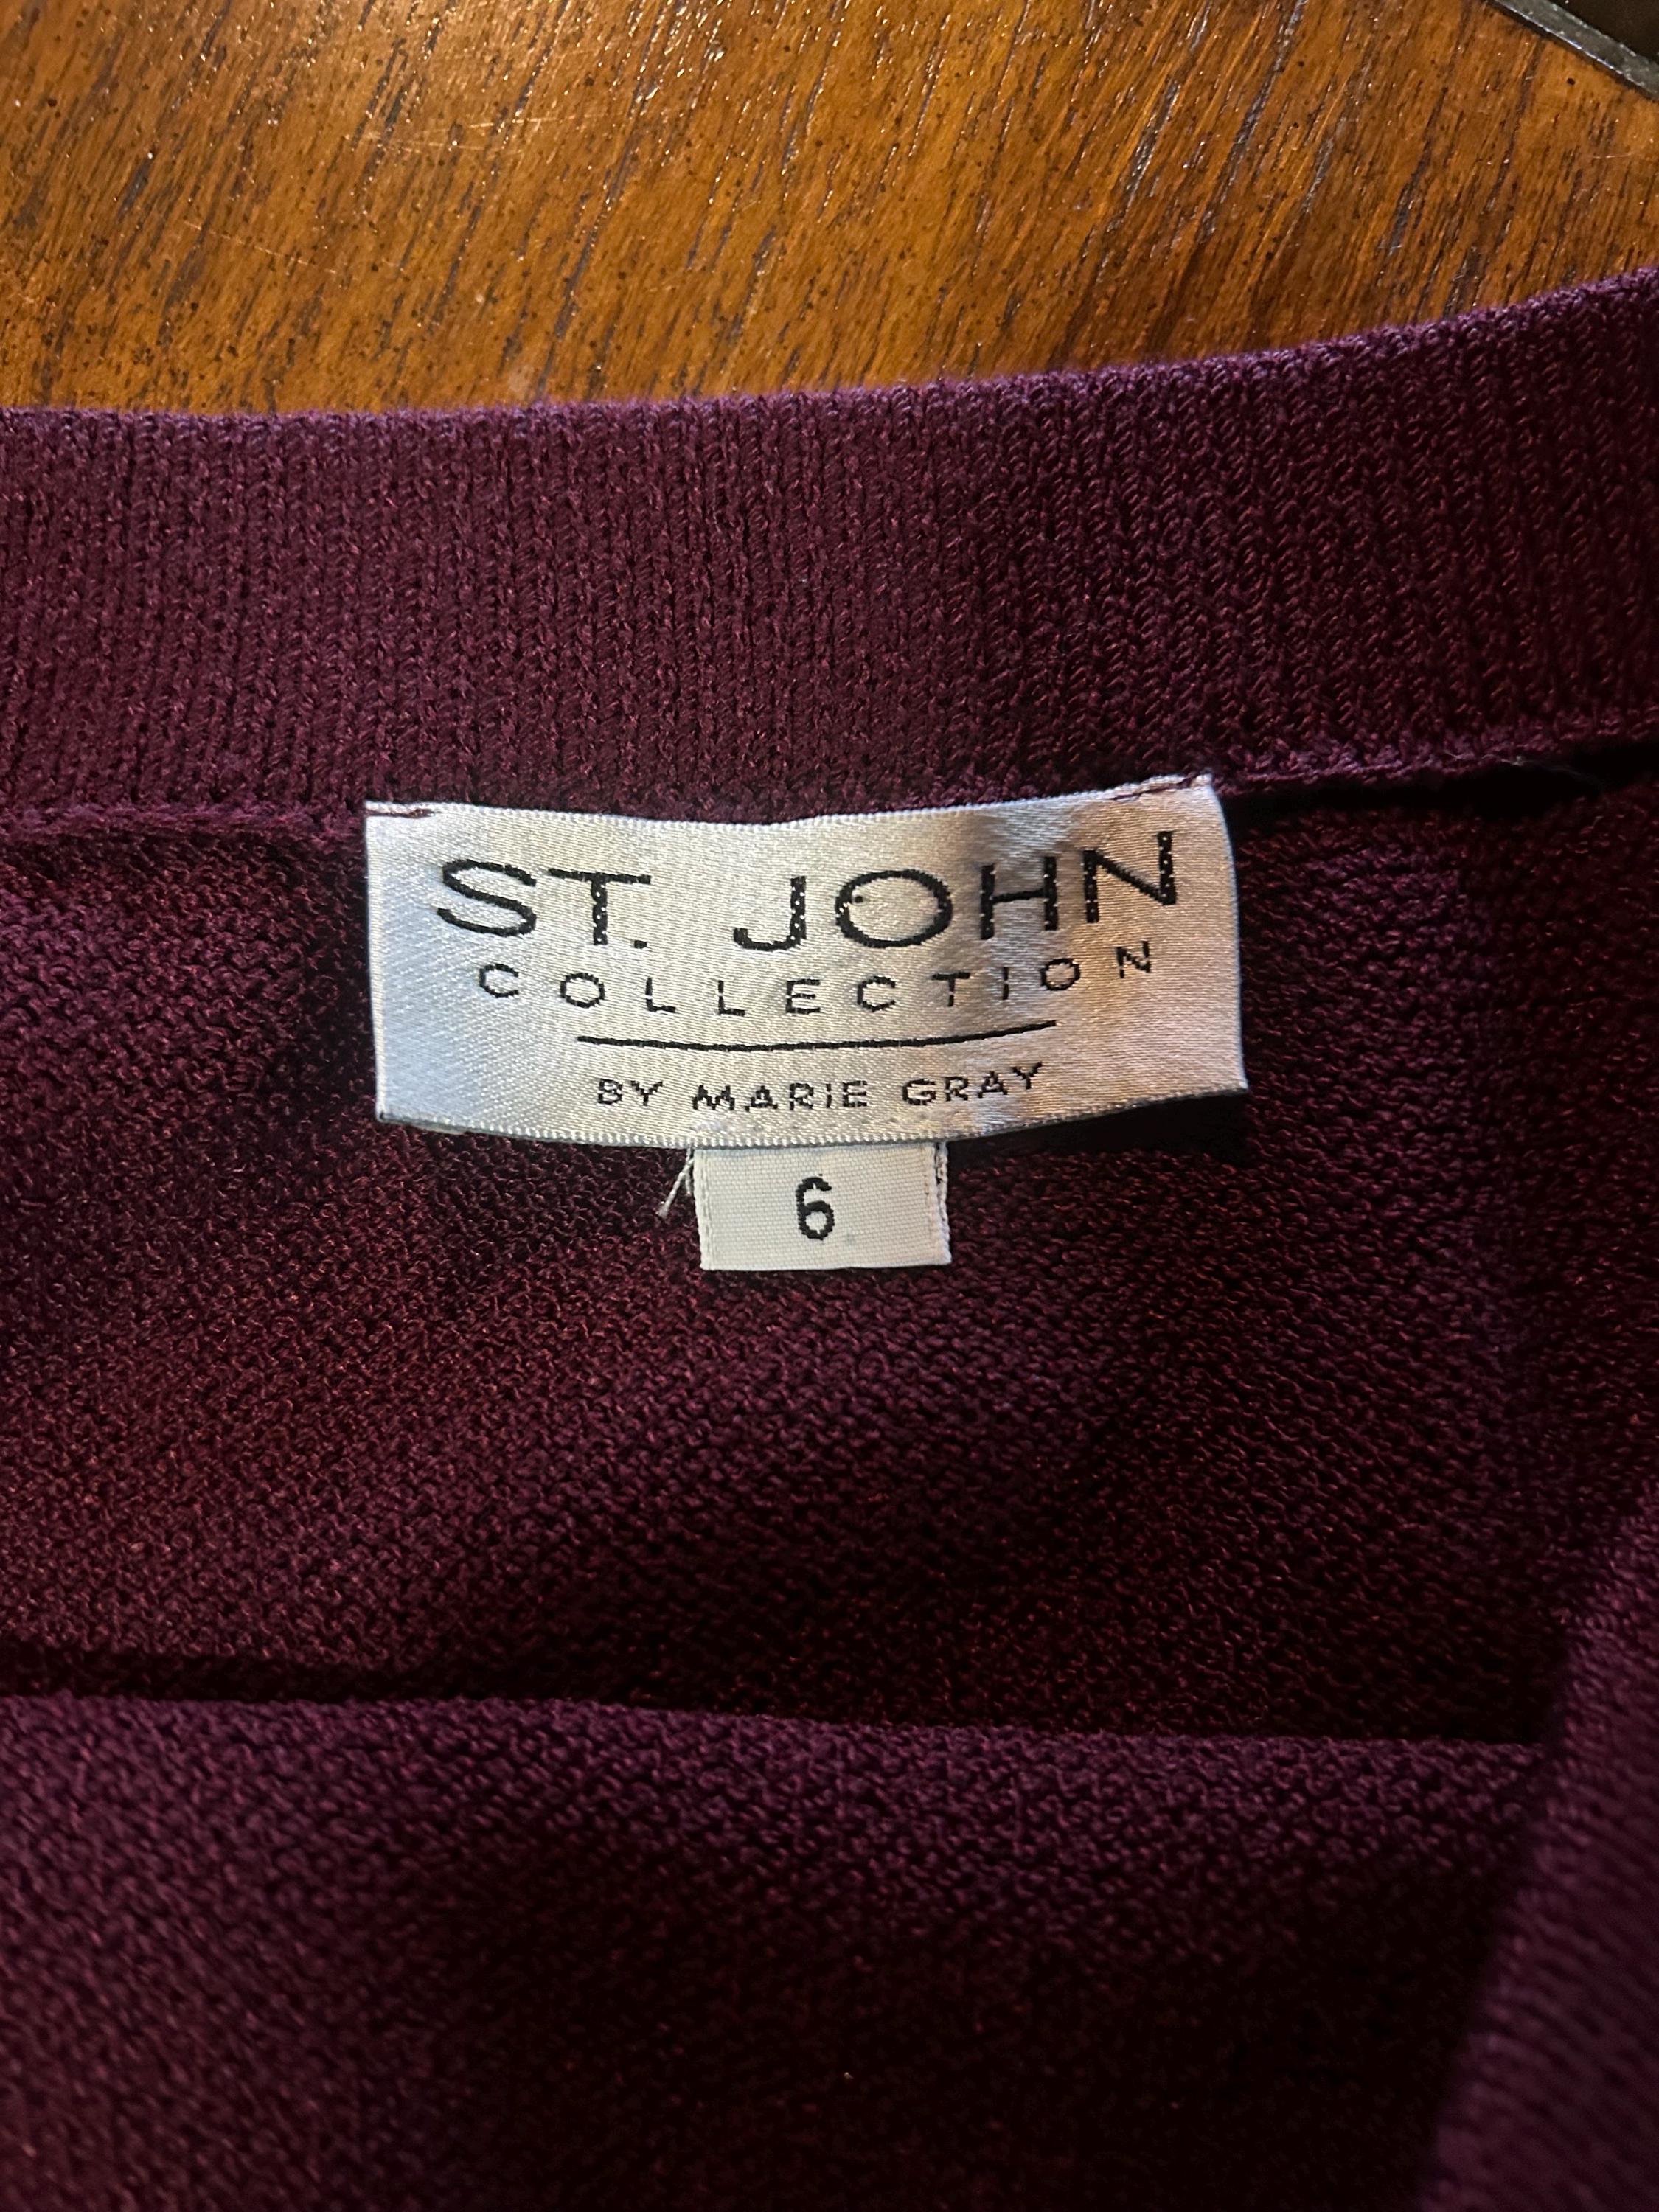 ST. JOHN
COLLECTION
BY MARIE GRAY
6